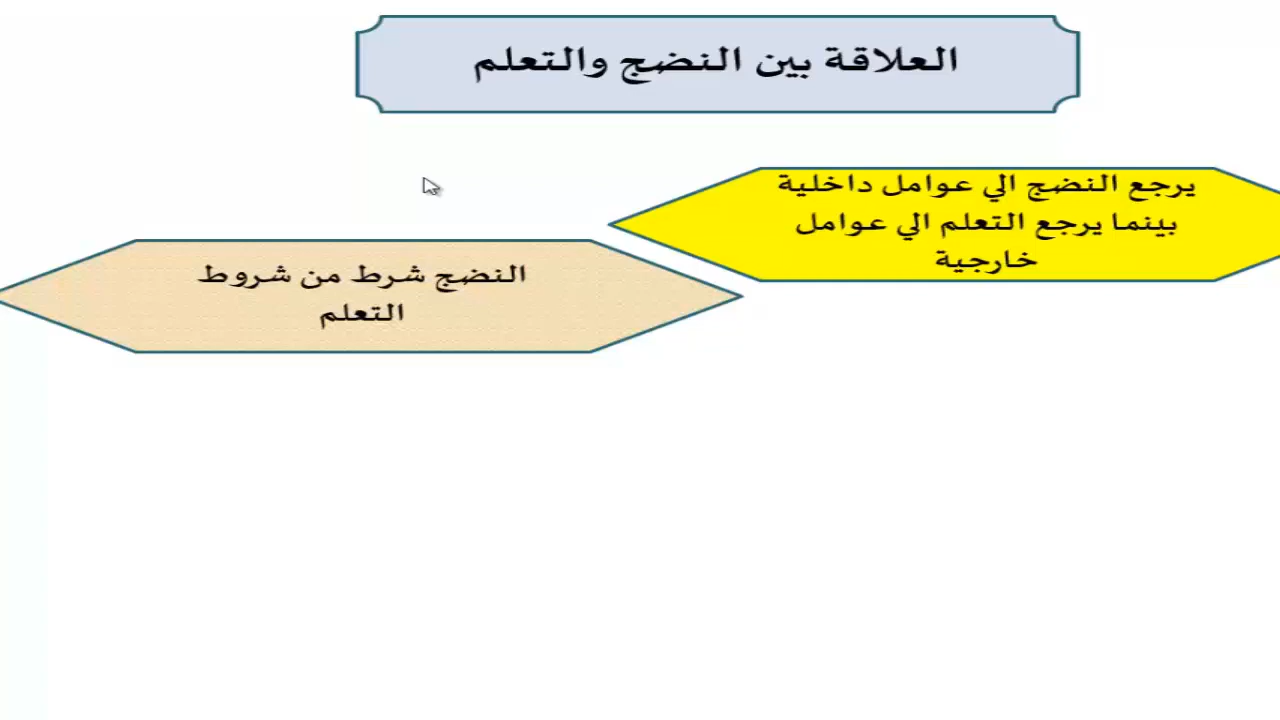 العلاقة بين النضج والتعلم
يرجع النضج الي عوامل داخلية
بينما يرجع التعلم الي عوامل
خارجية
النضج شرط من شروط
التعلم